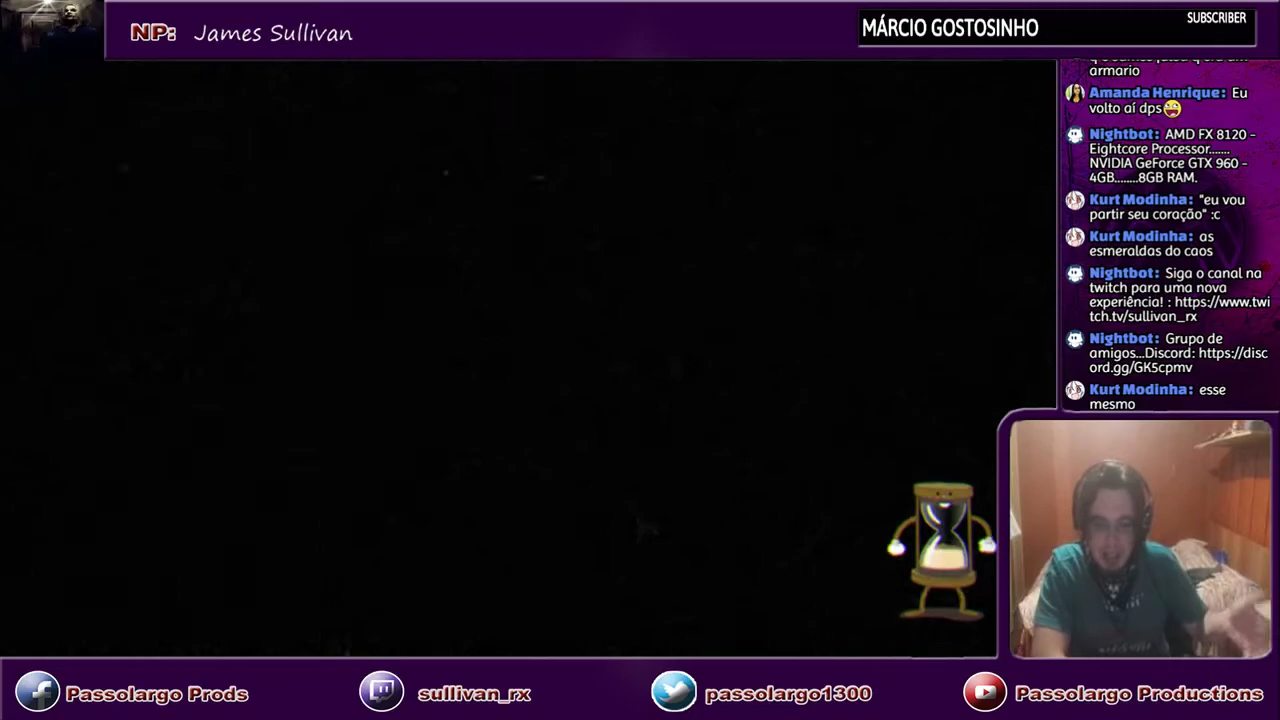 NP: James Sullivan
MÁRCIO GOSTOSINHO
SUBSCRIBER
armario
Amanda Henrique: Eu
volto aí dps
Nightbot: AMD FX 8120 -
Eightcore Processor.......
NVIDIA GeForce GTX 960 -
4GB........8GB RAM.
Kurt Modinha: "eu vou
partir seu coração" :c
Kurt Modinha: as
esmeraldas do caos
Nightbot: Siga o canal na
twitch para uma nova
experiência! : https://www.twi
tch.tv/sullivan_rx
Nightbot: Grupo de
amigos...Discord: https://disc
ord.gg/GK5cpmv
Kurt Modinha: esse
mesmo
Passolargo Prods
sullivan_rx
passolargo1300
Passolargo Productions